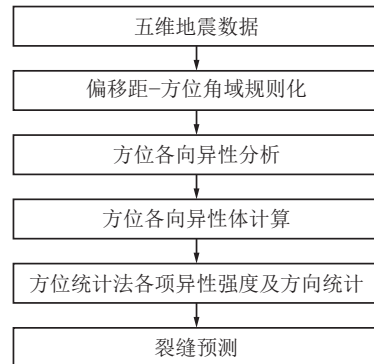 五维地震数据
偏移距-方位角域规则化
方位各向异性分析
方位各向异性体计算
方位统计法各项异性强度及方向统计
裂缝预测